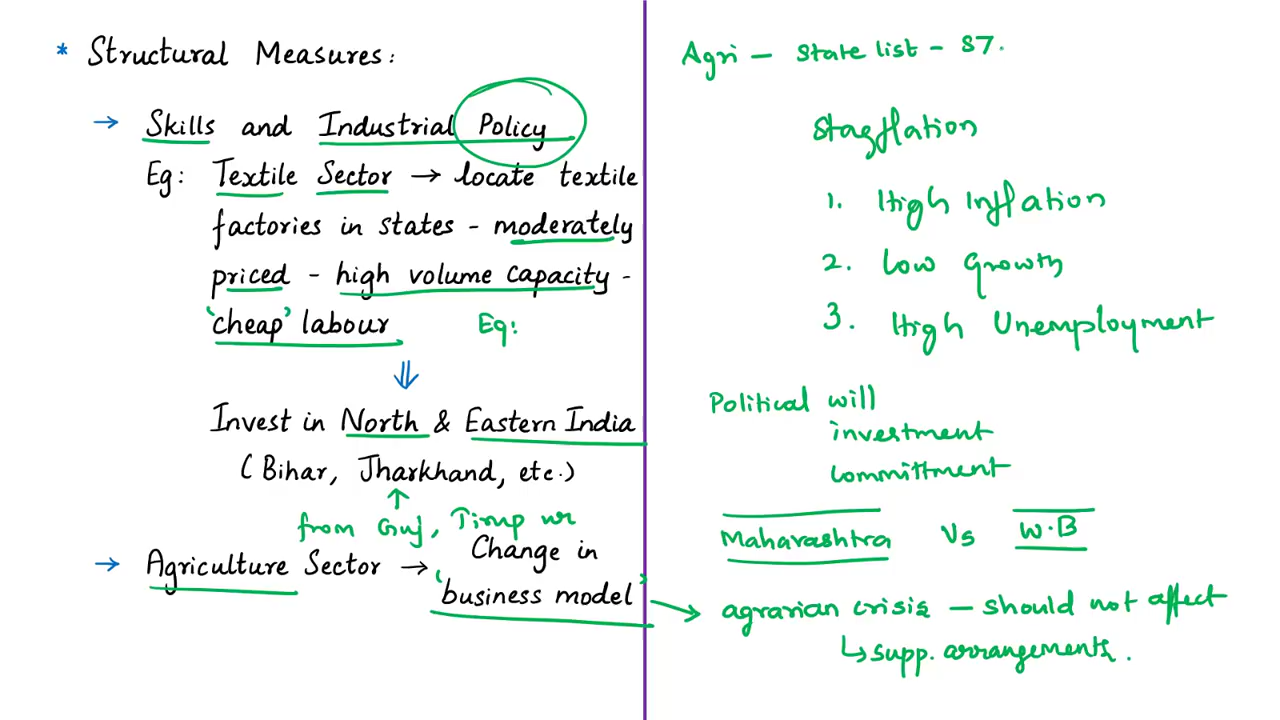 * Structural Measures:
→ Skills and Industrial Policy
Eg: Textile Sector → locate textile
factories in states - moderately
priced - high volume capacity -
'cheap' labour Eg:
⇓
Invest in North & Eastern India
(Bihar, Jharkhand, etc.)
↑
from Guj,
→ Agriculture Sector → Change in
'business model'
Agri — State list - 87.
Stagflation
1. High Inflation
2. Low Growth
3. High Unemployment
Political will
investment
committment
Maharashtra Vs W.B
→ agrarian crisis — should not affect
↳ supp. arrangements.